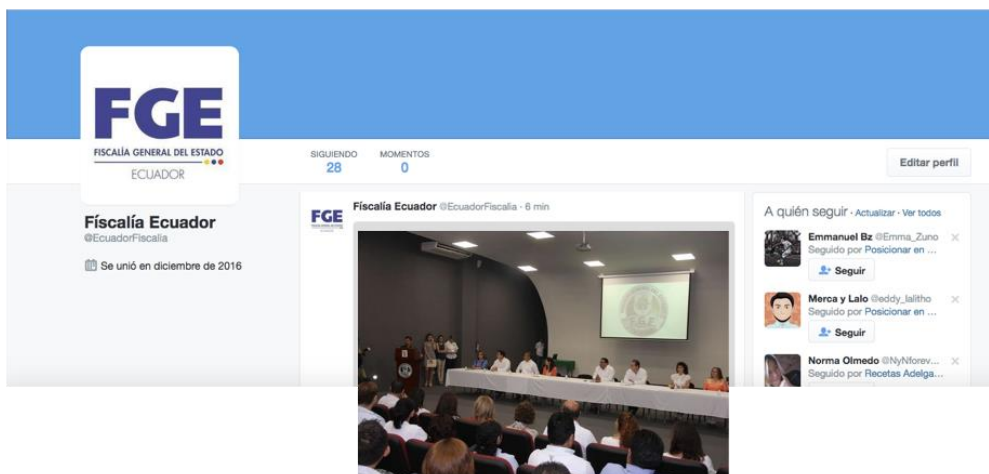 FGE
FISCALÍA GENERAL DEL ESTADO
ECUADOR
SIGUIENDO
28
MOMENTOS
0
Editar perfil
Físcalía Ecuador
@EcuadorFiscalia
Se unió en diciembre de 2016
FGE
Físcalía Ecuador @EcuadorFiscalia · 6 min
FGE
A quién seguir · Actualizar · Ver todos
Emmanuel Bz @Emma_Zuno
Seguido por Posicionar en ...
Seguir
Merca y Lalo @eddy_lalitho
Seguido por Posicionar en ...
Seguir
Norma Olmedo @NyNforev...
Seguido por Recetas Adelga...